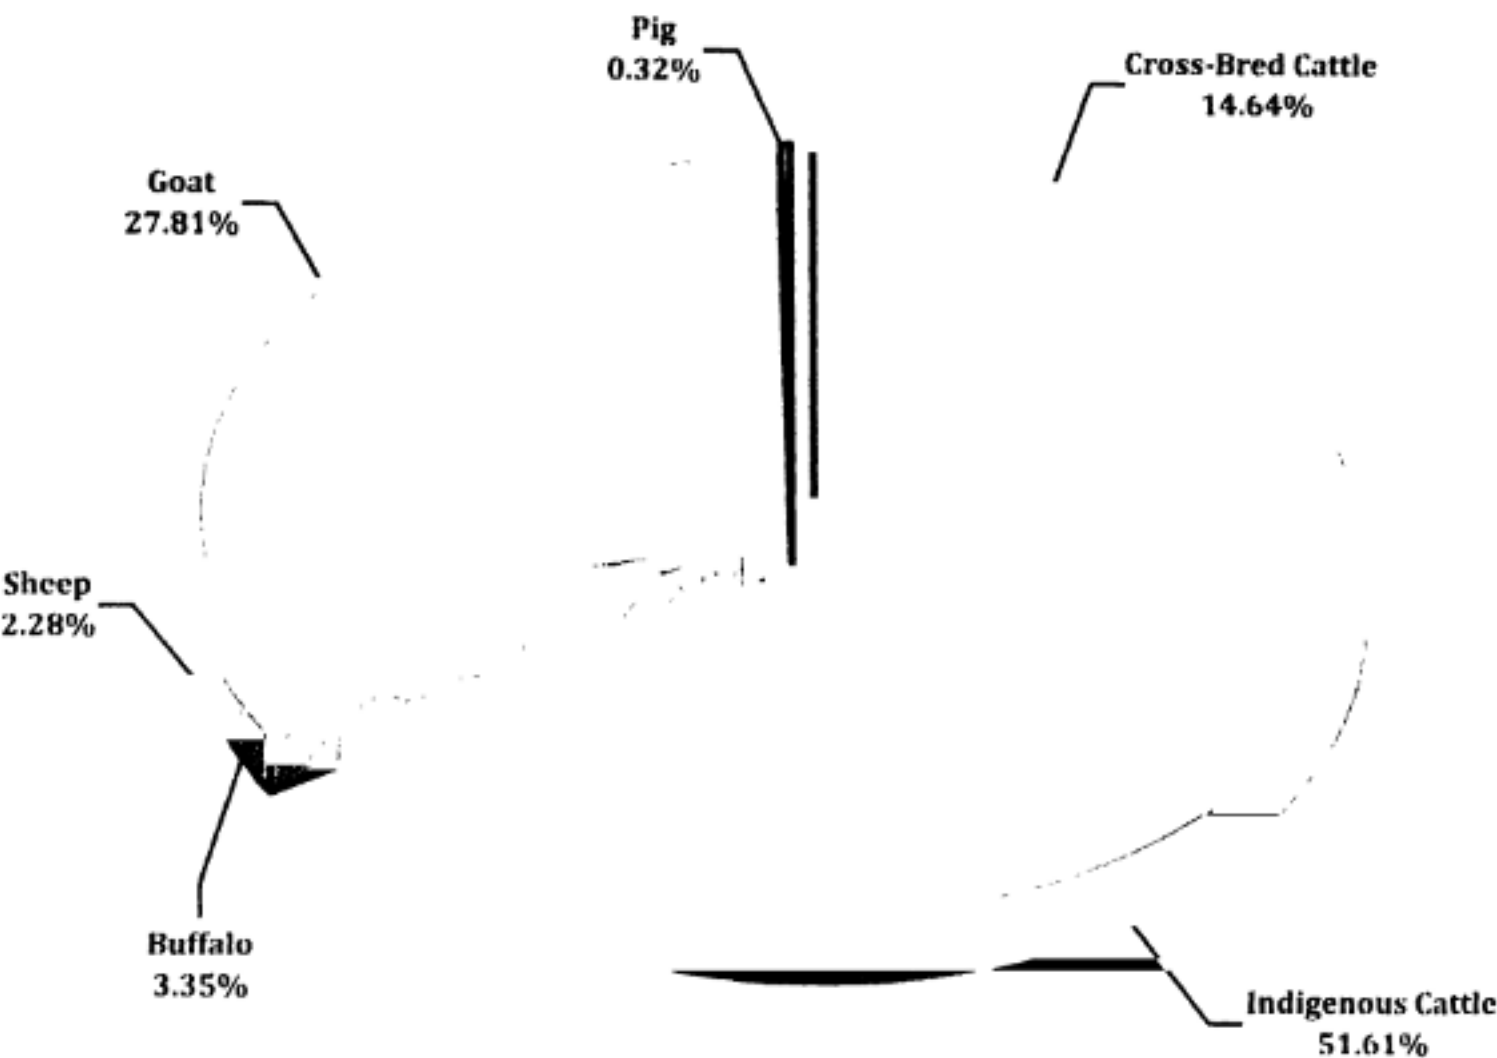 Pig
0.32%
Cross-Bred Cattle
14.64%
Goat
27.81%
Sheep
2.28%
Buffalo
3.35%
Indigenous Cattle
51.61%